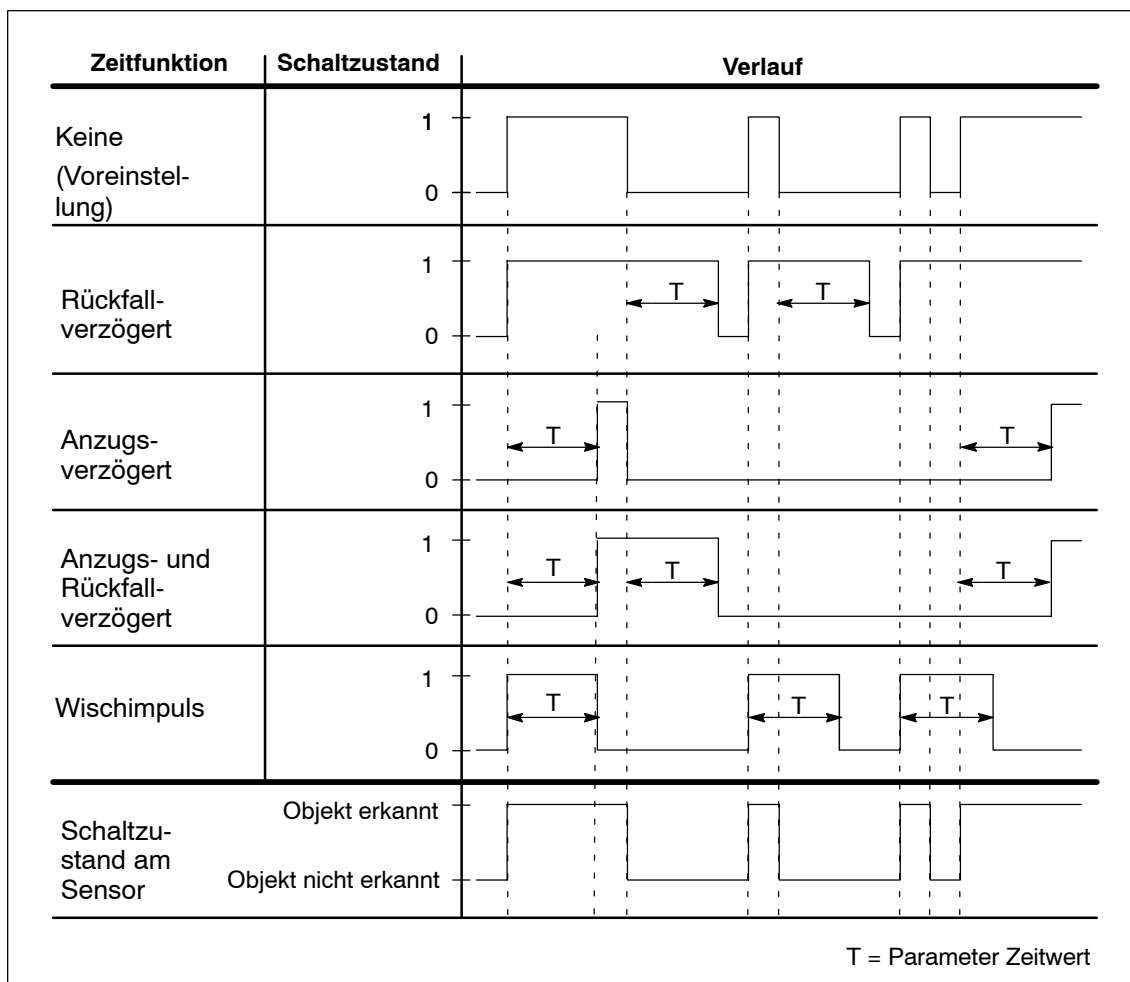 Zeitfunktion Schaltzustand Verlauf
Keine
(Voreinstel-
lung)
1
0
Rückfall-
verzögert
1
0
T T
Anzugs-
verzögert
1
0
T T
Anzugs- und
Rückfall-
verzögert
1
0
T T T
Wischimpuls
1
0
T T T
Schaltzu-
stand am
Sensor
Objekt erkannt
Objekt nicht erkannt
T = Parameter Zeitwert